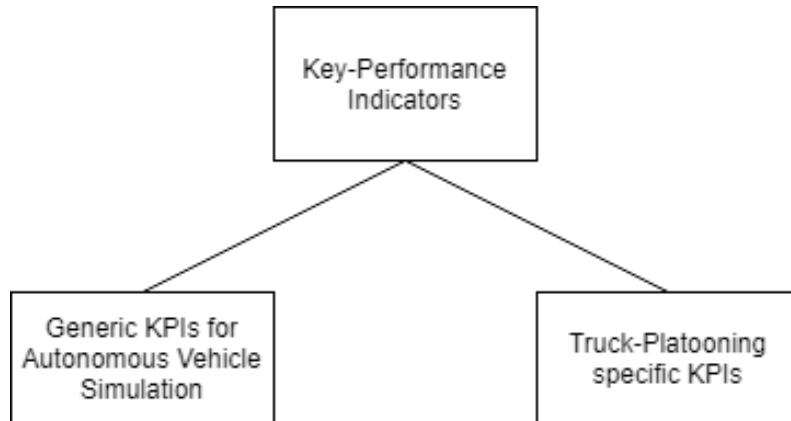 Key-Performance
Indicators
Generic KPIs for
Autonomous Vehicle
Simulation
Truck-Platooning
specific KPIs